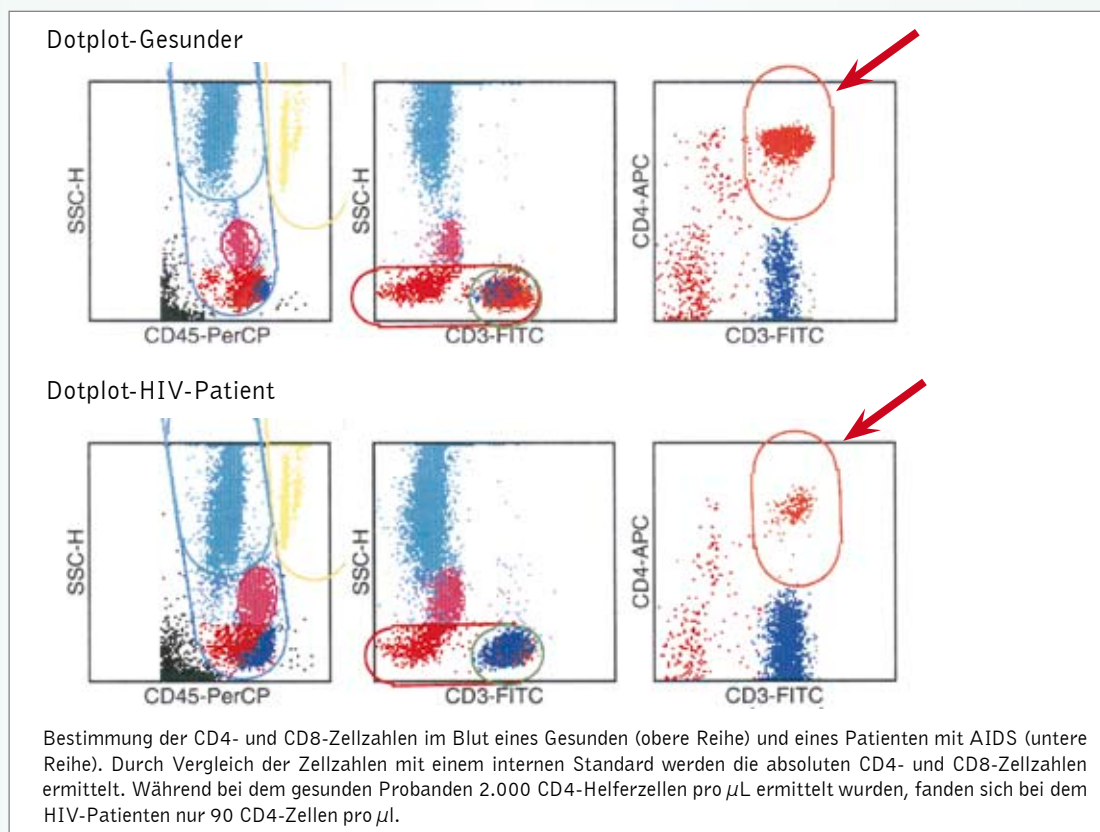 Dotplot-Gesunder
SSC-H
CD45-PerCP
SSC-H
CD3-FITC
CD4-APC
CD3-FITC
Dotplot-HIV-Patient
SSC-H
CD45-PerCP
SSC-H
CD3-FITC
CD4-APC
CD3-FITC
Bestimmung der CD4- und CD8-Zellzahlen im Blut eines Gesunden (obere Reihe) und eines Patienten mit AIDS (untere
Reihe). Durch Vergleich der Zellzahlen mit einem internen Standard werden die absoluten CD4- und CD8-Zellzahlen
ermittelt. Während bei dem gesunden Probanden 2.000 CD4-Helferzellen pro µL ermittelt wurden, fanden sich bei dem
HIV-Patienten nur 90 CD4-Zellen pro µl.